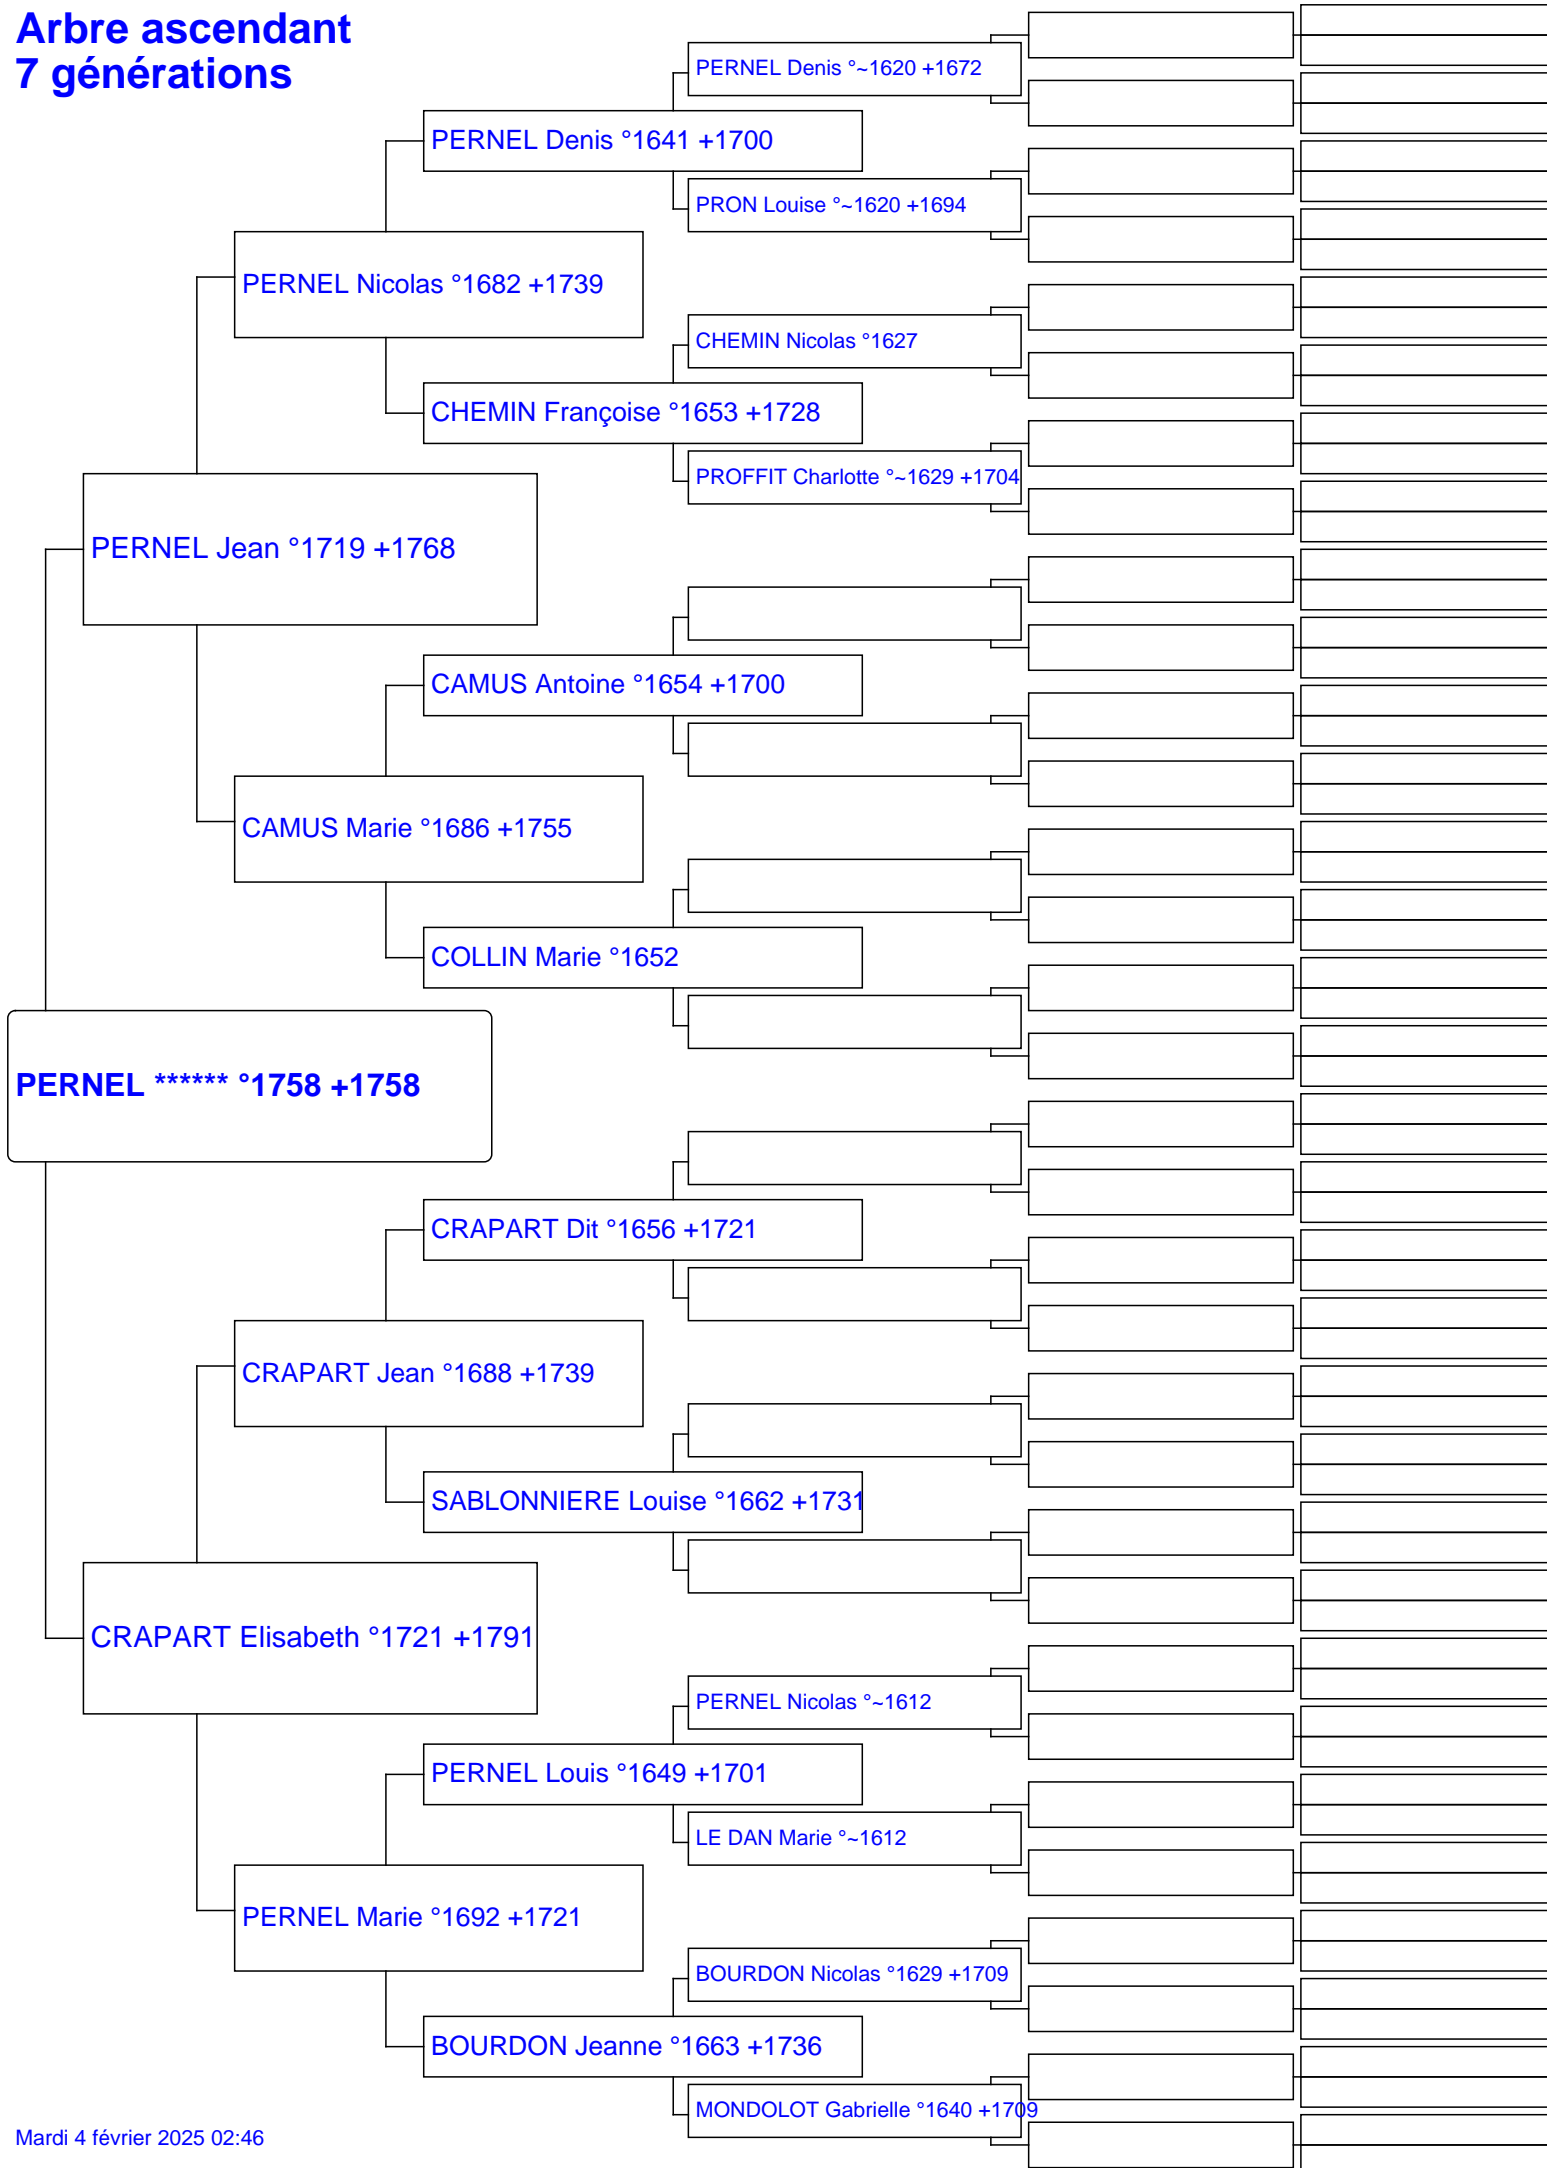 Arbre ascendant
7 générations
PERNEL Denis °~1620 +1672
PERNEL Denis °1641 +1700
PRON Louise °~1620 +1694
PERNEL Nicolas °1682 +1739
CHEMIN Nicolas °1627
CHEMIN Françoise °1653 +1728
PROFFIT Charlotte °~1629 +1704
PERNEL Jean °1719 +1768
CAMUS Antoine °1654 +1700
CAMUS Marie °1686 +1755
COLLIN Marie °1652
PERNEL ****** °1758 +1758
CRAPART Dit °1656 +1721
CRAPART Jean °1688 +1739
SABLONNIERE Louise °1662 +1731
CRAPART Elisabeth °1721 +1791
PERNEL Nicolas °~1612
PERNEL Louis °1649 +1701
LE DAN Marie °~1612
PERNEL Marie °1692 +1721
BOURDON Nicolas °1629 +1709
BOURDON Jeanne °1663 +1736
MONDOLOT Gabrielle °1640 +1709
Mardi 4 février 2025 02:46